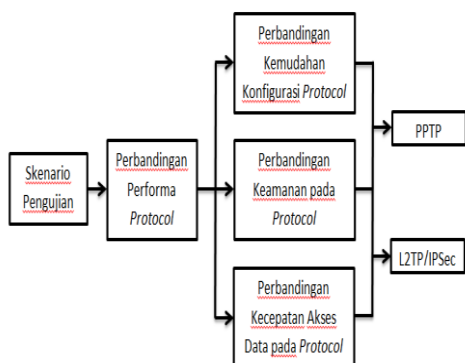 Skenario
Pengujian
Perbandingan
Performa
Protocol
Perbandingan
Kemudahan
Konfigurasi Protocol
Perbandingan
Keamanan pada
Protocol
Perbandingan
Kecepatan Akses
Data pada Protocol
PPTP
L2TP/IPSec